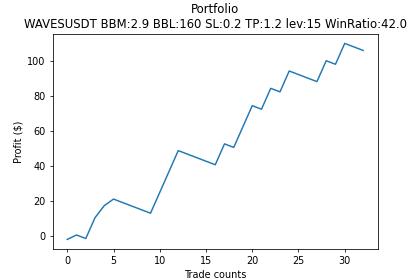 Portfolio
WAVESUSDT BBM:2.9 BBL:160 SL:0.2 TP:1.2 lev:15 WinRatio:42.0
100
80
60
40
20
0
Profit ($)
0 5 10 15 20 25 30
Trade counts